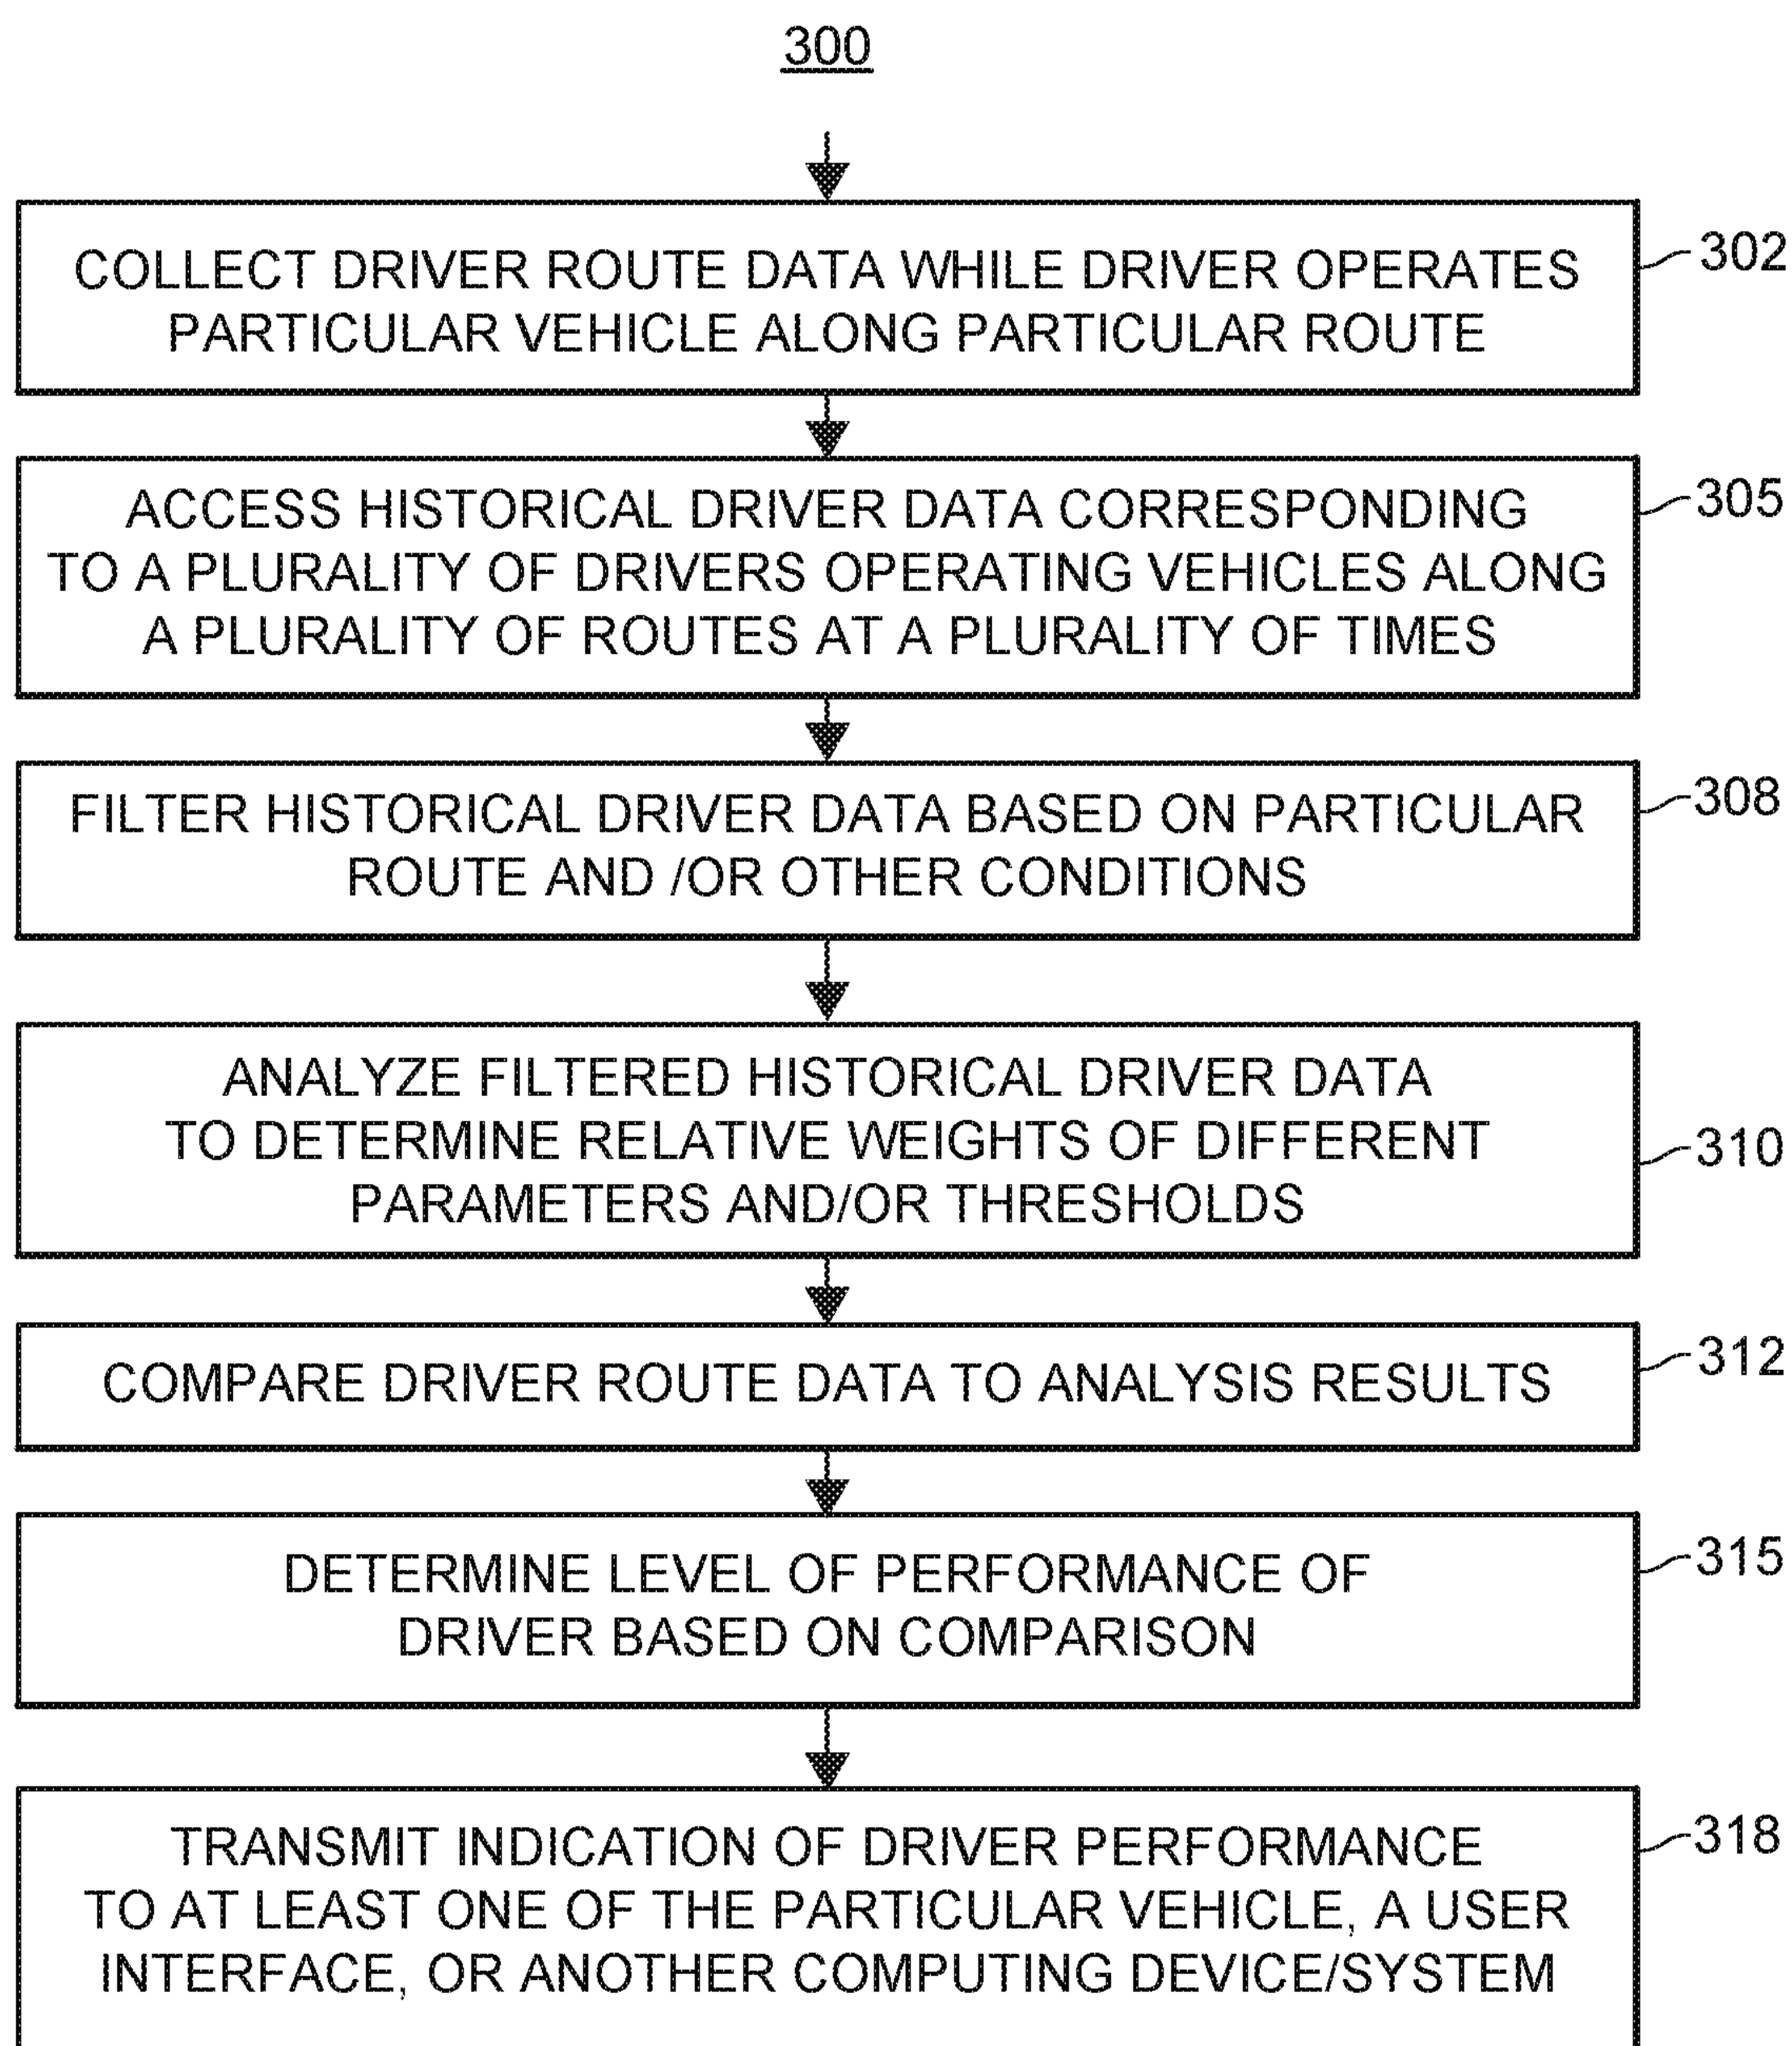 300
COLLECT DRIVER ROUTE DATA WHILE DRIVER OPERATES
PARTICULAR VEHICLE ALONG PARTICULAR ROUTE
302
ACCESS HISTORICAL DRIVER DATA CORRESPONDING
TO A PLURALITY OF DRIVERS OPERATING VEHICLES ALONG
A PLURALITY OF ROUTES AT A PLURALITY OF TIMES
305
FILTER HISTORICAL DRIVER DATA BASED ON PARTICULAR
ROUTE AND /OR OTHER CONDITIONS
308
ANALYZE FILTERED HISTORICAL DRIVER DATA
TO DETERMINE RELATIVE WEIGHTS OF DIFFERENT
PARAMETERS AND/OR THRESHOLDS
310
COMPARE DRIVER ROUTE DATA TO ANALYSIS RESULTS
312
DETERMINE LEVEL OF PERFORMANCE OF
DRIVER BASED ON COMPARISON
315
TRANSMIT INDICATION OF DRIVER PERFORMANCE
TO AT LEAST ONE OF THE PARTICULAR VEHICLE, A USER
INTERFACE, OR ANOTHER COMPUTING DEVICE/SYSTEM
318